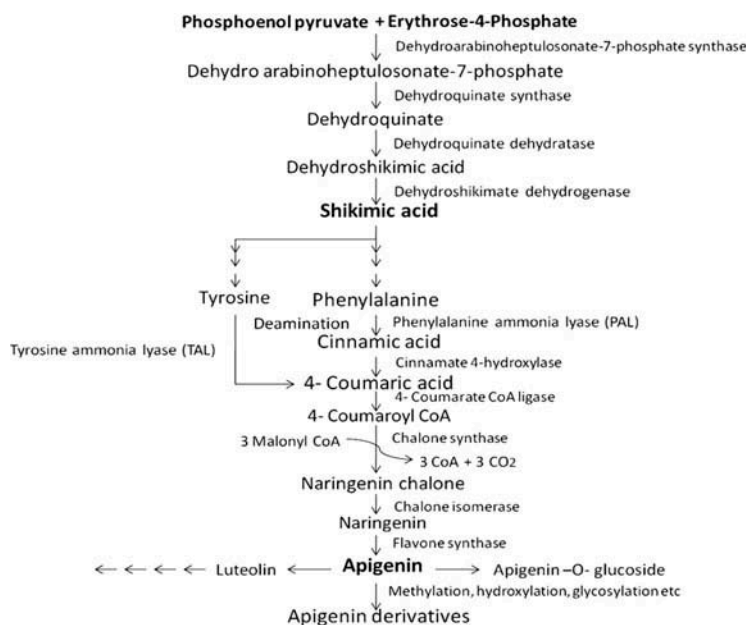 Phosphoenol pyruvate + Erythrose-4-Phosphate
Dehydroarabinoheptulosonate-7-phosphate synthase
Dehydro arabinoheptulosonate-7-phosphate
Dehydroquinate synthase
Dehydroquinate
Dehydroquinate dehydratase
Dehydroshikimic acid
Dehydroshikimate dehydrogenase
Shikimic acid
Tyrosine
Phenylalanine
Deamination
Phenylalanine ammonia lyase (PAL)
Cinnamic acid
Tyrosine ammonia lyase (TAL)
Cinnamate 4-hydroxylase
4- Coumaric acid
4- Coumarate CoA ligase
4- Coumaroyl CoA
3 Malonyl CoA
Chalone synthase
3 CoA + 3 CO2
Naringenin chalone
Chalone isomerase
Naringenin
Flavone synthase
Luteolin
Apigenin
Apigenin –O- glucoside
Methylation, hydroxylation, glycosylation etc
Apigenin derivatives